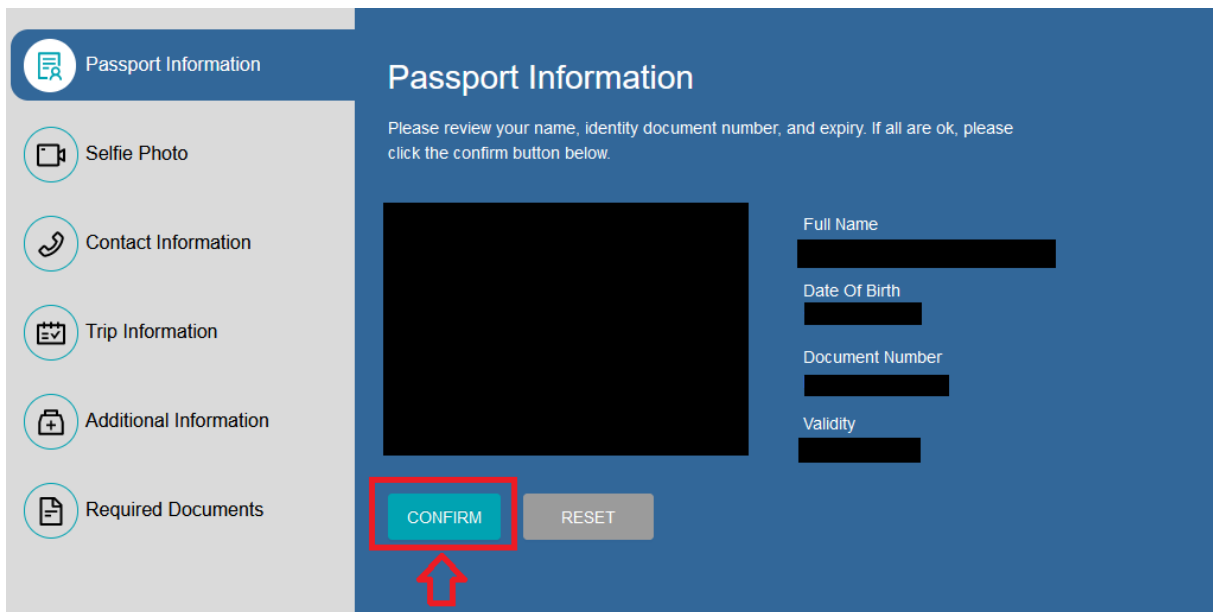 Passport Information
Selfie Photo
Contact Information
Trip Information
Additional Information
Required Documents
Passport Information
Please review your name, identity document number, and expiry. If all are ok, please
click the confirm button below.
Full Name
Date Of Birth
Document Number
Validity
CONFIRM
RESET